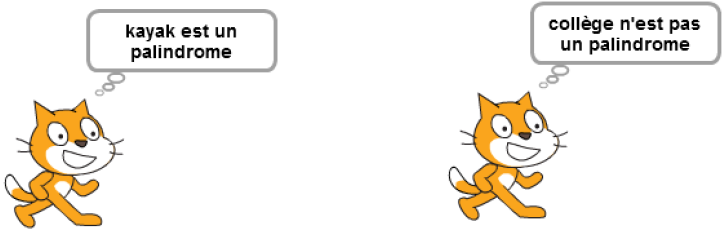 kayak est un
palindrome
collège n'est pas
un palindrome